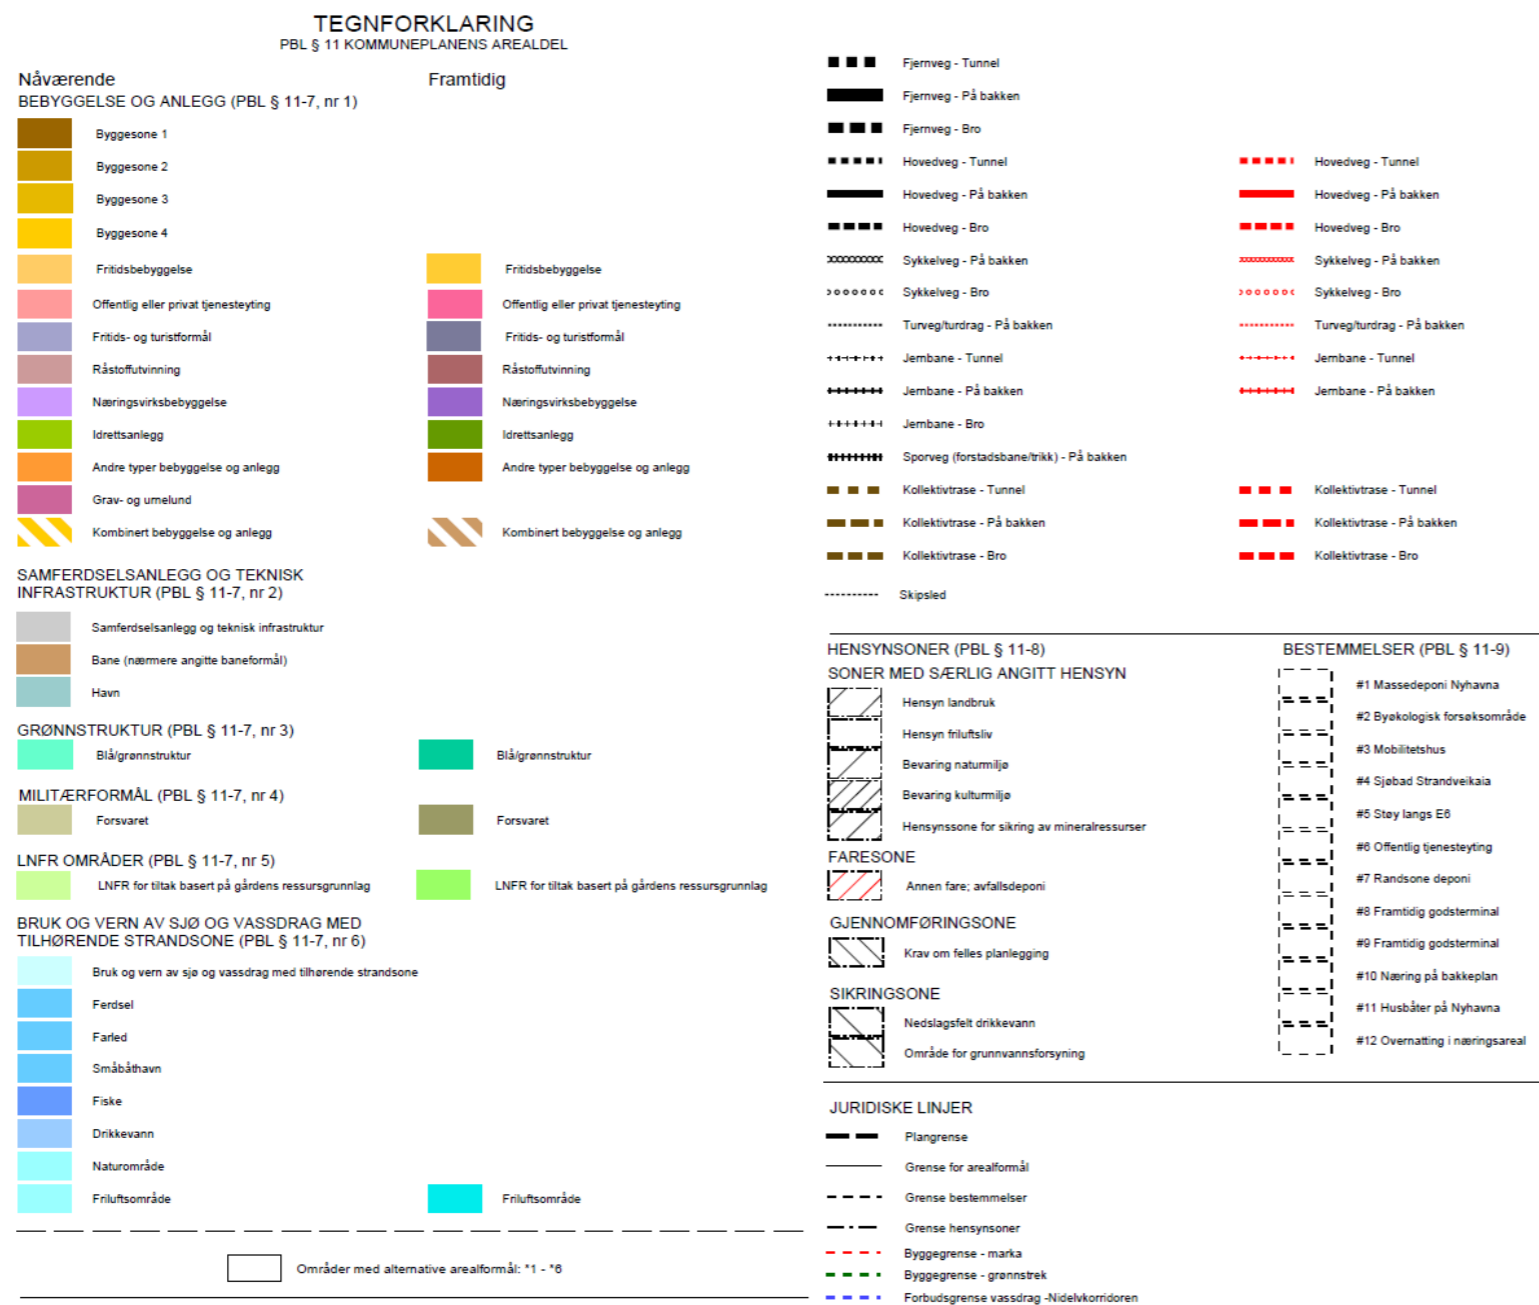 TEGNFORKLARING
PBL § 11 KOMMUNEPLANENS AREALDEL
Nåværende
Framtidig
BEBYGGELSE OG ANLEGG (PBL § 11-7, nr 1)
Byggesone 1
Byggesone 2
Byggesone 3
Byggesone 4
Fritidsbebyggelse
Fritidsbebyggelse
Offentlig eller privat tjenesteyting
Offentlig eller privat tjenesteyting
Fritids- og turistformål
Fritids- og turistformål
Råstoffutvinning
Råstoffutvinning
Næringsvirksbebyggelse
Næringsvirksbebyggelse
Idrettsanlegg
Idrettsanlegg
Andre typer bebyggelse og anlegg
Andre typer bebyggelse og anlegg
Grav- og urnelund
Kombinert bebyggelse og anlegg
Kombinert bebyggelse og anlegg
SAMFERDSELSANLEGG OG TEKNISK
INFRASTRUKTUR (PBL § 11-7, nr 2)
Samferdselsanlegg og teknisk infrastruktur
Bane (nærmere angitte baneformål)
Havn
GRØNNSTRUKTUR (PBL § 11-7, nr 3)
Blå/grønnstruktur
Blå/grønnstruktur
MILITÆRFORMÅL (PBL § 11-7, nr 4)
Forsvaret
Forsvaret
LNFR OMRÅDER (PBL § 11-7, nr 5)
LNFR for tiltak basert på gårdens ressursgrunnlag
LNFR for tiltak basert på gårdens ressursgrunnlag
BRUK OG VERN AV SJØ OG VASSDRAG MED
TILHØRENDE STRANDSONE (PBL § 11-7, nr 6)
Bruk og vern av sjø og vassdrag med tilhørende strandsone
Ferdsel
Farled
Småbåthavn
Fiske
Drikkevann
Naturområde
Friluftsområde
Friluftsområde
Områder med alternative arealformål: *1 - *6
Fjernveg - Tunnel
Fjernveg - På bakken
Fjernveg - Bro
Hovedveg - Tunnel
Hovedveg - Tunnel
Hovedveg - På bakken
Hovedveg - På bakken
Hovedveg - Bro
Hovedveg - Bro
Sykkelveg - På bakken
Sykkelveg - På bakken
Sykkelveg - Bro
Sykkelveg - Bro
Turveg/turdrag - På bakken
Turveg/turdrag - På bakken
Jernbane - Tunnel
Jernbane - Tunnel
Jernbane - På bakken
Jernbane - På bakken
Jernbane - Bro
Sporveg (forstadsbane/trikk) - På bakken
Kollektivtrase - Tunnel
Kollektivtrase - Tunnel
Kollektivtrase - På bakken
Kollektivtrase - På bakken
Kollektivtrase - Bro
Kollektivtrase - Bro
Skipsled
HENSYNSONER (PBL § 11-8)
SONER MED SÆRLIG ANGITT HENSYN
Hensyn landbruk
Hensyn friluftsliv
Bevaring naturmiljø
Bevaring kulturmiljø
Hensynssone for sikring av mineralressurser
FARESONE
Annen fare; avfallsdeponi
GJENNOMFØRINGSONE
Krav om felles planlegging
SIKRINGSONE
Nedslagsfelt drikkevann
Område for grunnvannsforsyning
BESTEMMELSER (PBL § 11-9)
#1 Massedeponi Nyhavna
#2 Byøkologisk forsøksområde
#3 Mobilitetshus
#4 Sjøbad Strandveikaia
#5 Støy langs E6
#6 Offentlig tjenesteyting
#7 Randsone deponi
#8 Framtidig godsterminal
#9 Framtidig godsterminal
#10 Næring på bakkeplan
#11 Husbåter på Nyhavna
#12 Overnatting i næringsareal
JURIDISKE LINJER
Plangrense
Grense for arealformål
Grense bestemmelser
Grense hensynsoner
Byggegrense - marka
Byggegrense - grønnstrek
Forbudsgrense vassdrag -Nidelvkorridoren